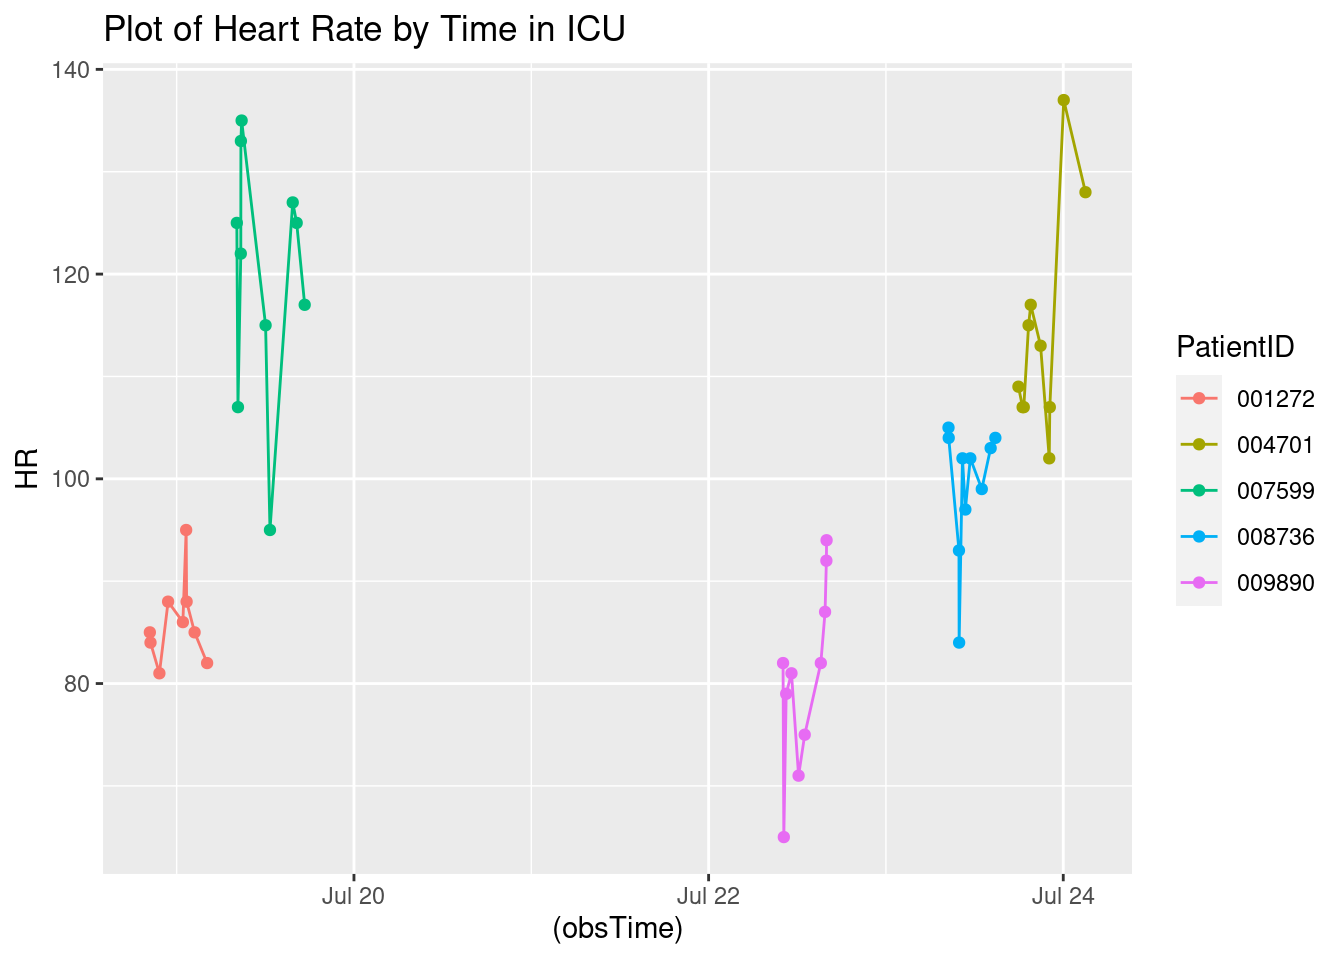 Plot of Heart Rate by Time in ICU
140
120
100
80
HR
Jul 20
Jul 22
Jul 24
(obsTime)
PatientID
001272
004701
007599
008736
009890